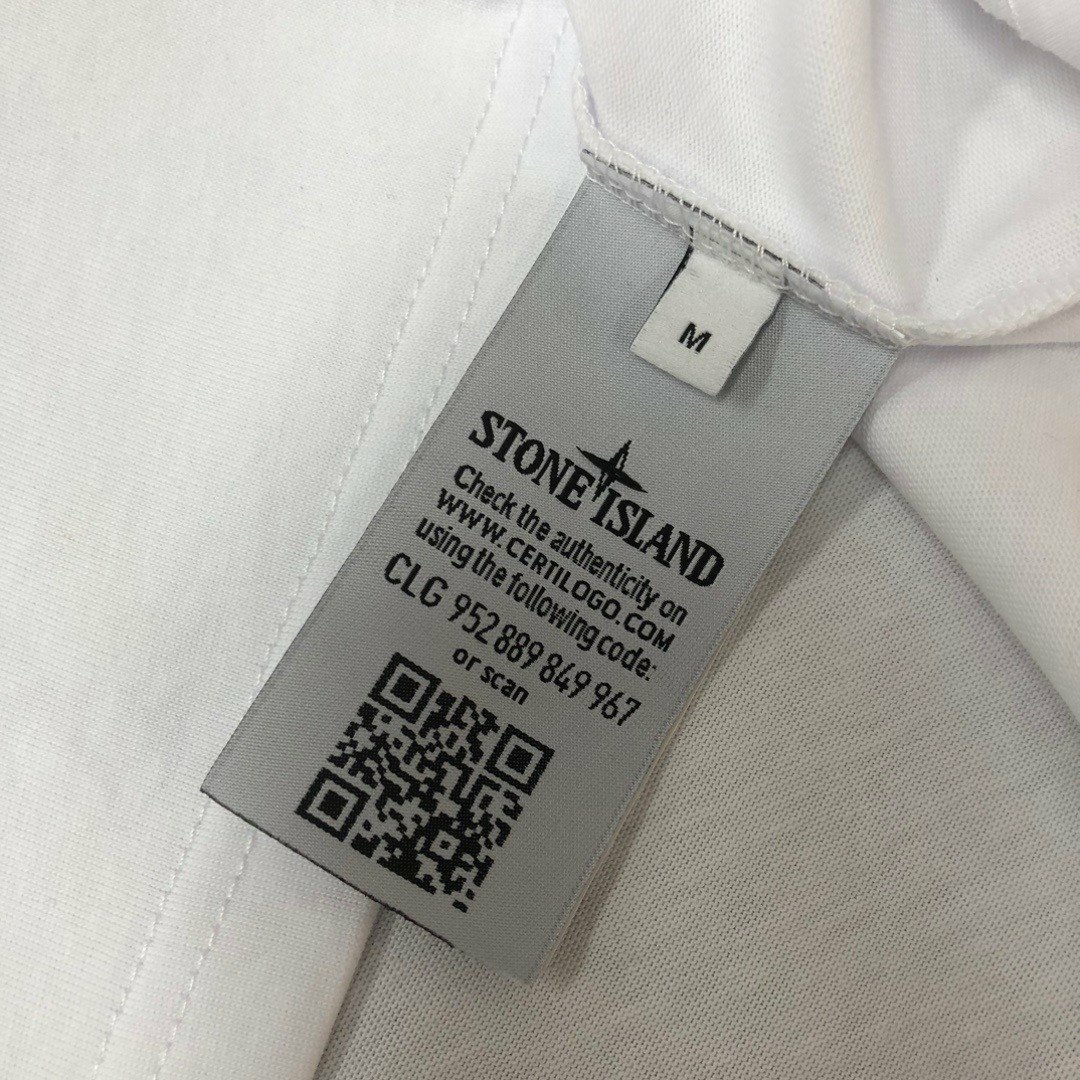 M
STONE ISLAND
Check the authenticity on
WWW.CERTILOGO.COM
using the following code:
CLG 952 889 849 967
or scan